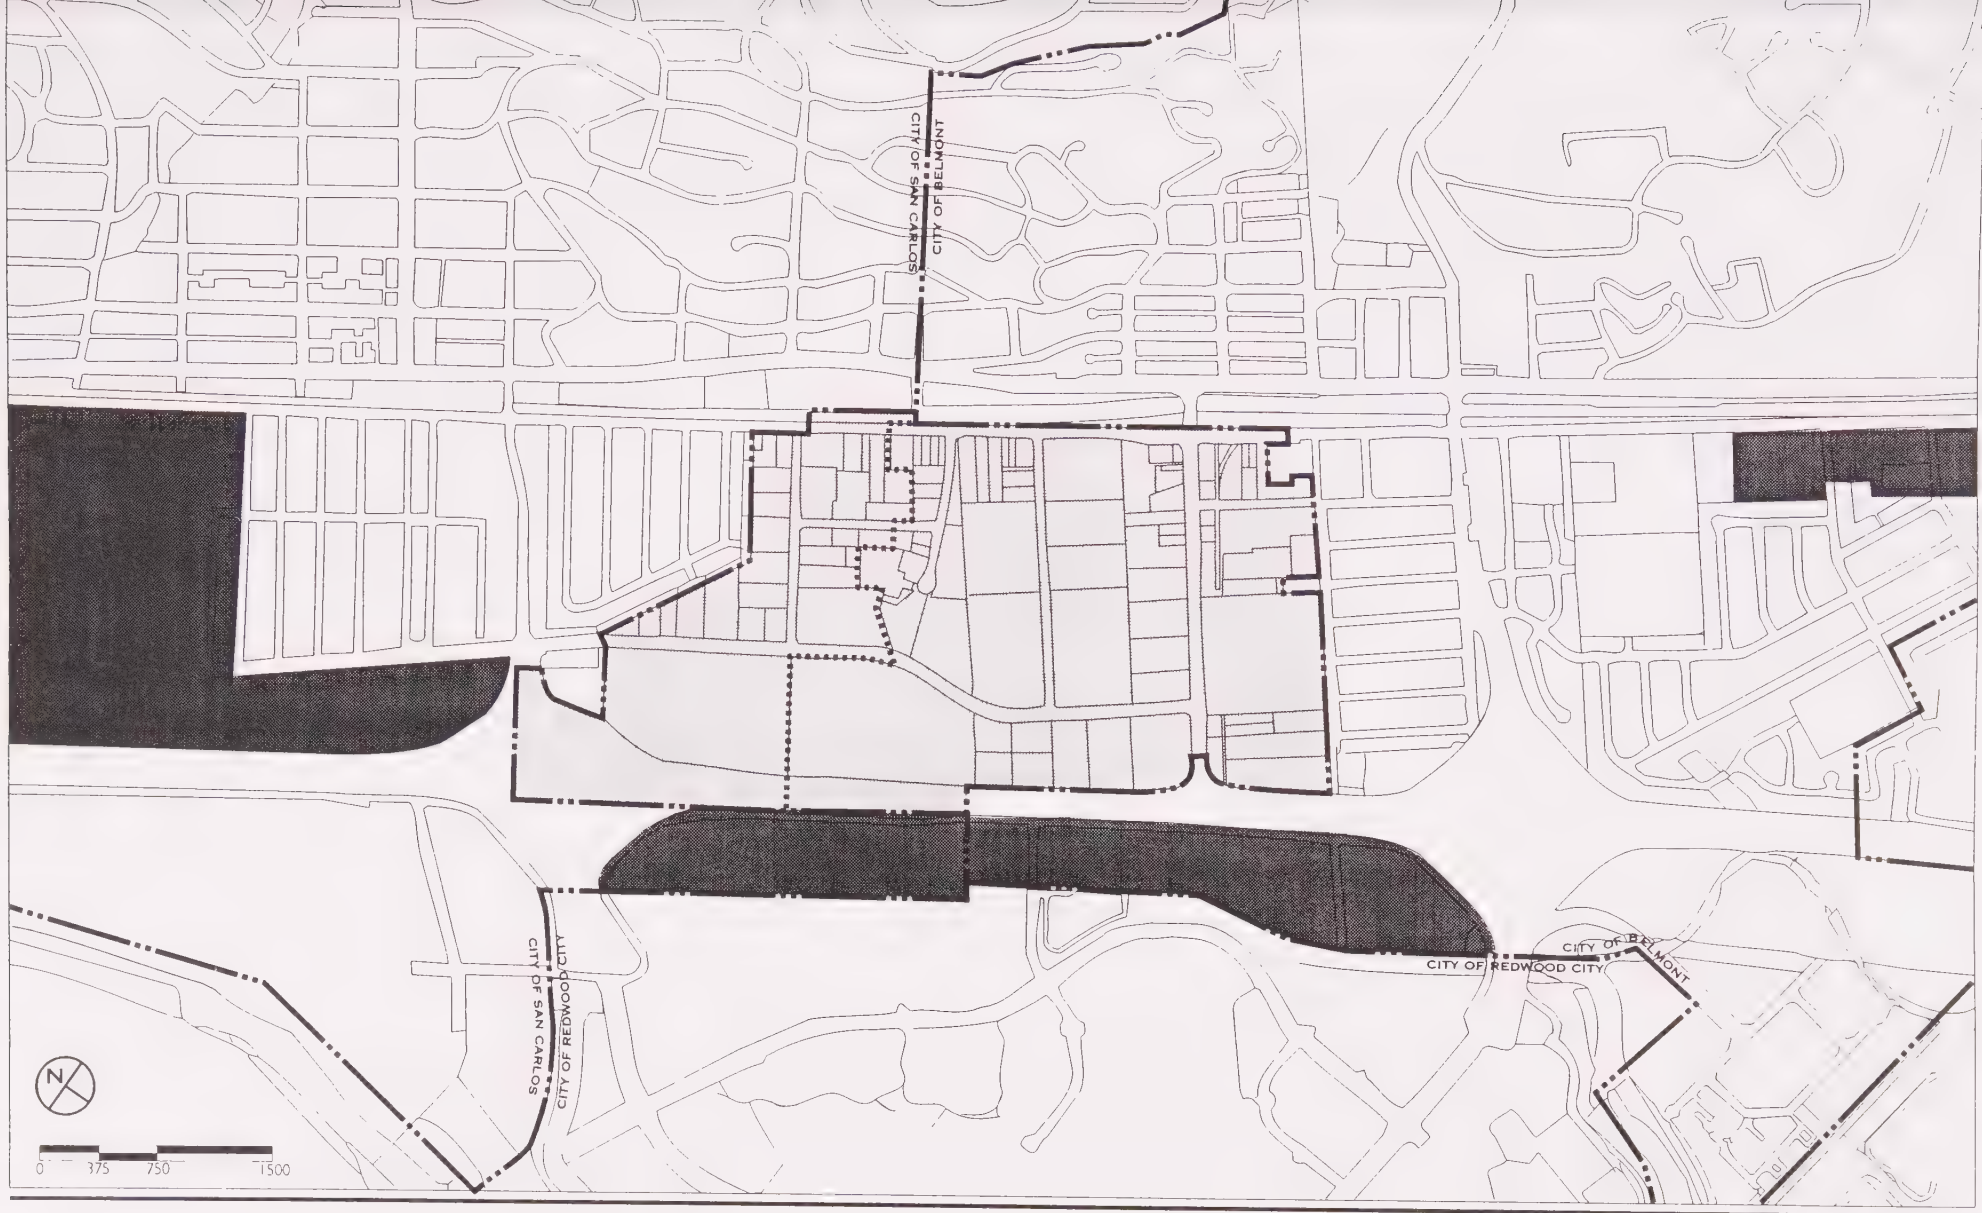 CITY OF SAN CARLOS
CITY OF BELMONT
CITY OF BELMONT
CITY OF REDWOOD CITY
CITY OF SAN CARLOS
CITY OF REDWOOD CITY
N
0 375 750 1500